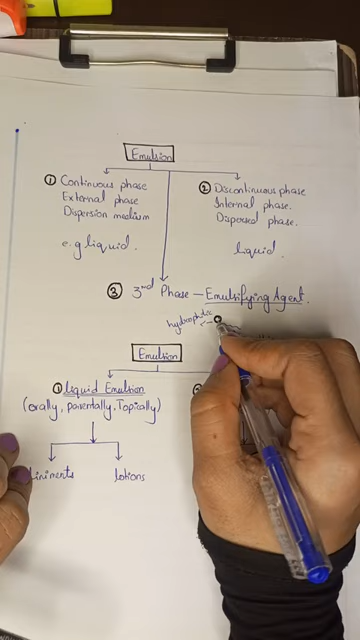 Emulsion
① Continuous phase
External phase
Dispersion medium
e.g liquid.
② Discontinuous phase
Internal phase.
Dispersed phase.
liquid.
③ 3rd Phase – Emulsifying Agent.
hydrophilic
Emulsion
① Liquid Emulsion
(orally, parentally, Topically)
lotions